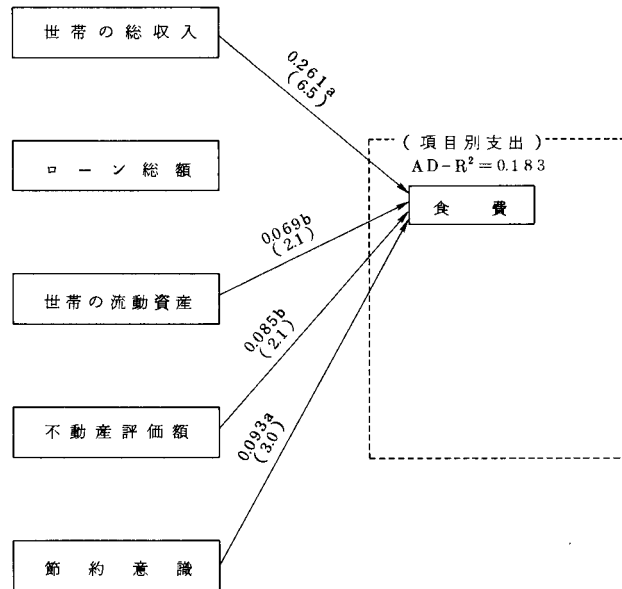 世帯の総収入
0.261a
(6.5)
(項目別支出)
AD-R²=0.183
ローン総額
食費
0.069b
(2.1)
世帯の流動資産
0.085b
(2.1)
不動産評価額
0.093a
(3.0)
節約意識